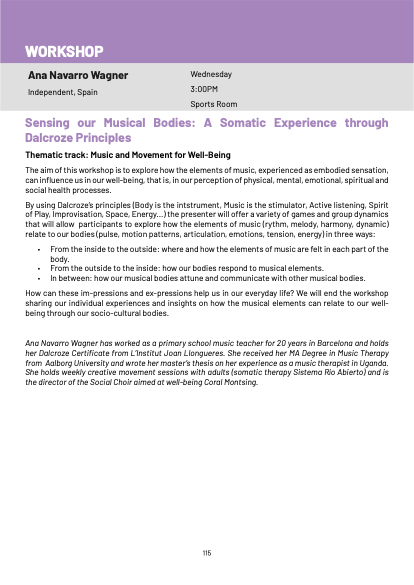 WORKSHOP
Ana Navarro Wagner
Independent, Spain
Wednesday
3:00PM
Sports Room
Sensing our Musical Bodies: A Somatic Experience through
Dalcroze Principles
Thematic track: Music and Movement for Well-Being
The aim of this workshop is to explore how the elements of music, experienced as embodied sensation,
can influence us in our well-being, that is, in our perception of physical, mental, emotional, spiritual and
social health processes.
By using Dalcroze's principles (Body is the intstrument, Music is the stimulator, Active listening, Spirit
of Play, Improvisation, Space, Energy...) the presenter will offer a variety of games and group dynamics
that will allow participants to explore how the elements of music (rythm, melody, harmony, dynamic)
relate to our bodies (pulse, motion patterns, articulation, emotions, tension, energy) in three ways:
• From the inside to the outside: where and how the elements of music are felt in each part of the
body.
• From the outside to the inside: how our bodies respond to musical elements.
• In between: how our musical bodies attune and communicate with other musical bodies.
How can these im-pressions and ex-pressions help us in our everyday life? We will end the workshop
sharing our individual experiences and insights on how the musical elements can relate to our well-
being through our socio-cultural bodies.
Ana Navarro Wagner has worked as a primary school music teacher for 20 years in Barcelona and holds
her Dalcroze Certificate from L'Institut Joan Llongueres. She received her MA Degree in Music Therapy
from Aalborg University and wrote her master's thesis on her experience as a music therapist in Uganda.
She holds weekly creative movement sessions with adults (somatic therapy Sistema Río Abierto) and is
the director of the Social Choir aimed at well-being Coral Montsing.
115